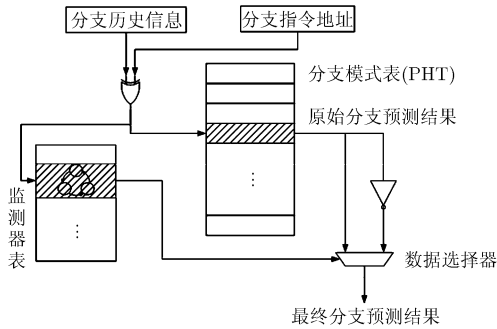 分支历史信息
分支指令地址
分支模式表(PHT)
原始分支预测结果
监测器表
数据选择器
最终分支预测结果